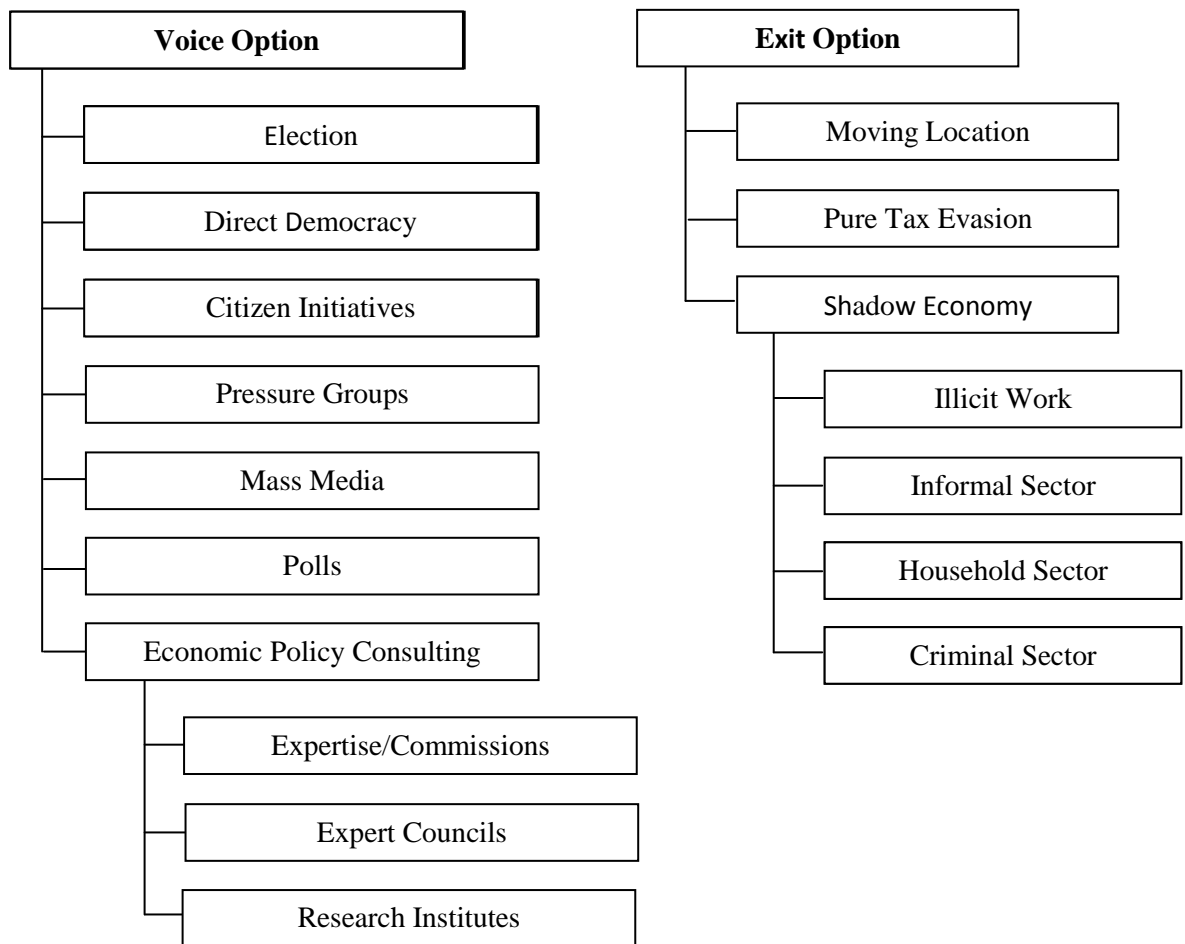 Voice Option
Election
Direct Democracy
Citizen Initiatives
Pressure Groups
Mass Media
Polls
Economic Policy Consulting
Expertise/Commissions
Expert Councils
Research Institutes
Exit Option
Moving Location
Pure Tax Evasion
Shadow Economy
Illicit Work
Informal Sector
Household Sector
Criminal Sector